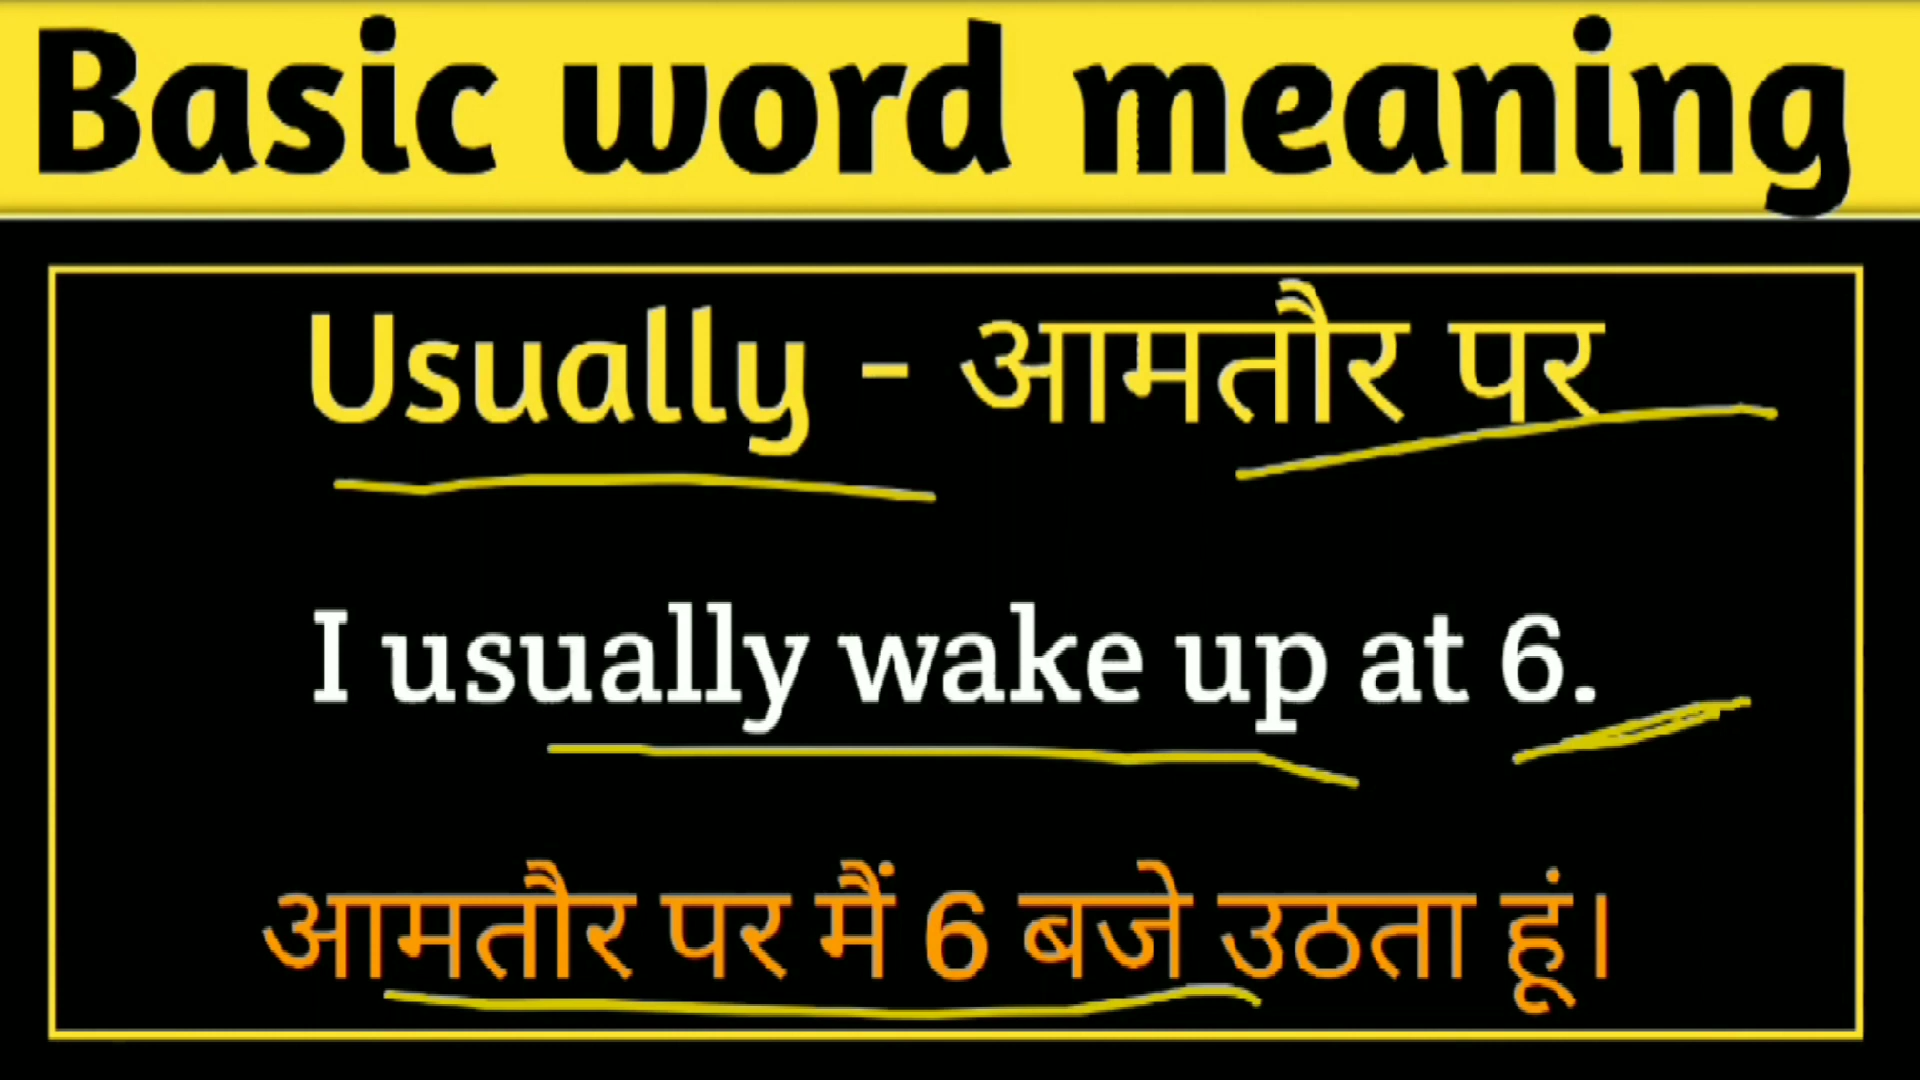 Basic word meaning
Usually - आमतौर पर
I usually wake up at 6.
आमतौर पर मैं 6 बजे उठता हूं।